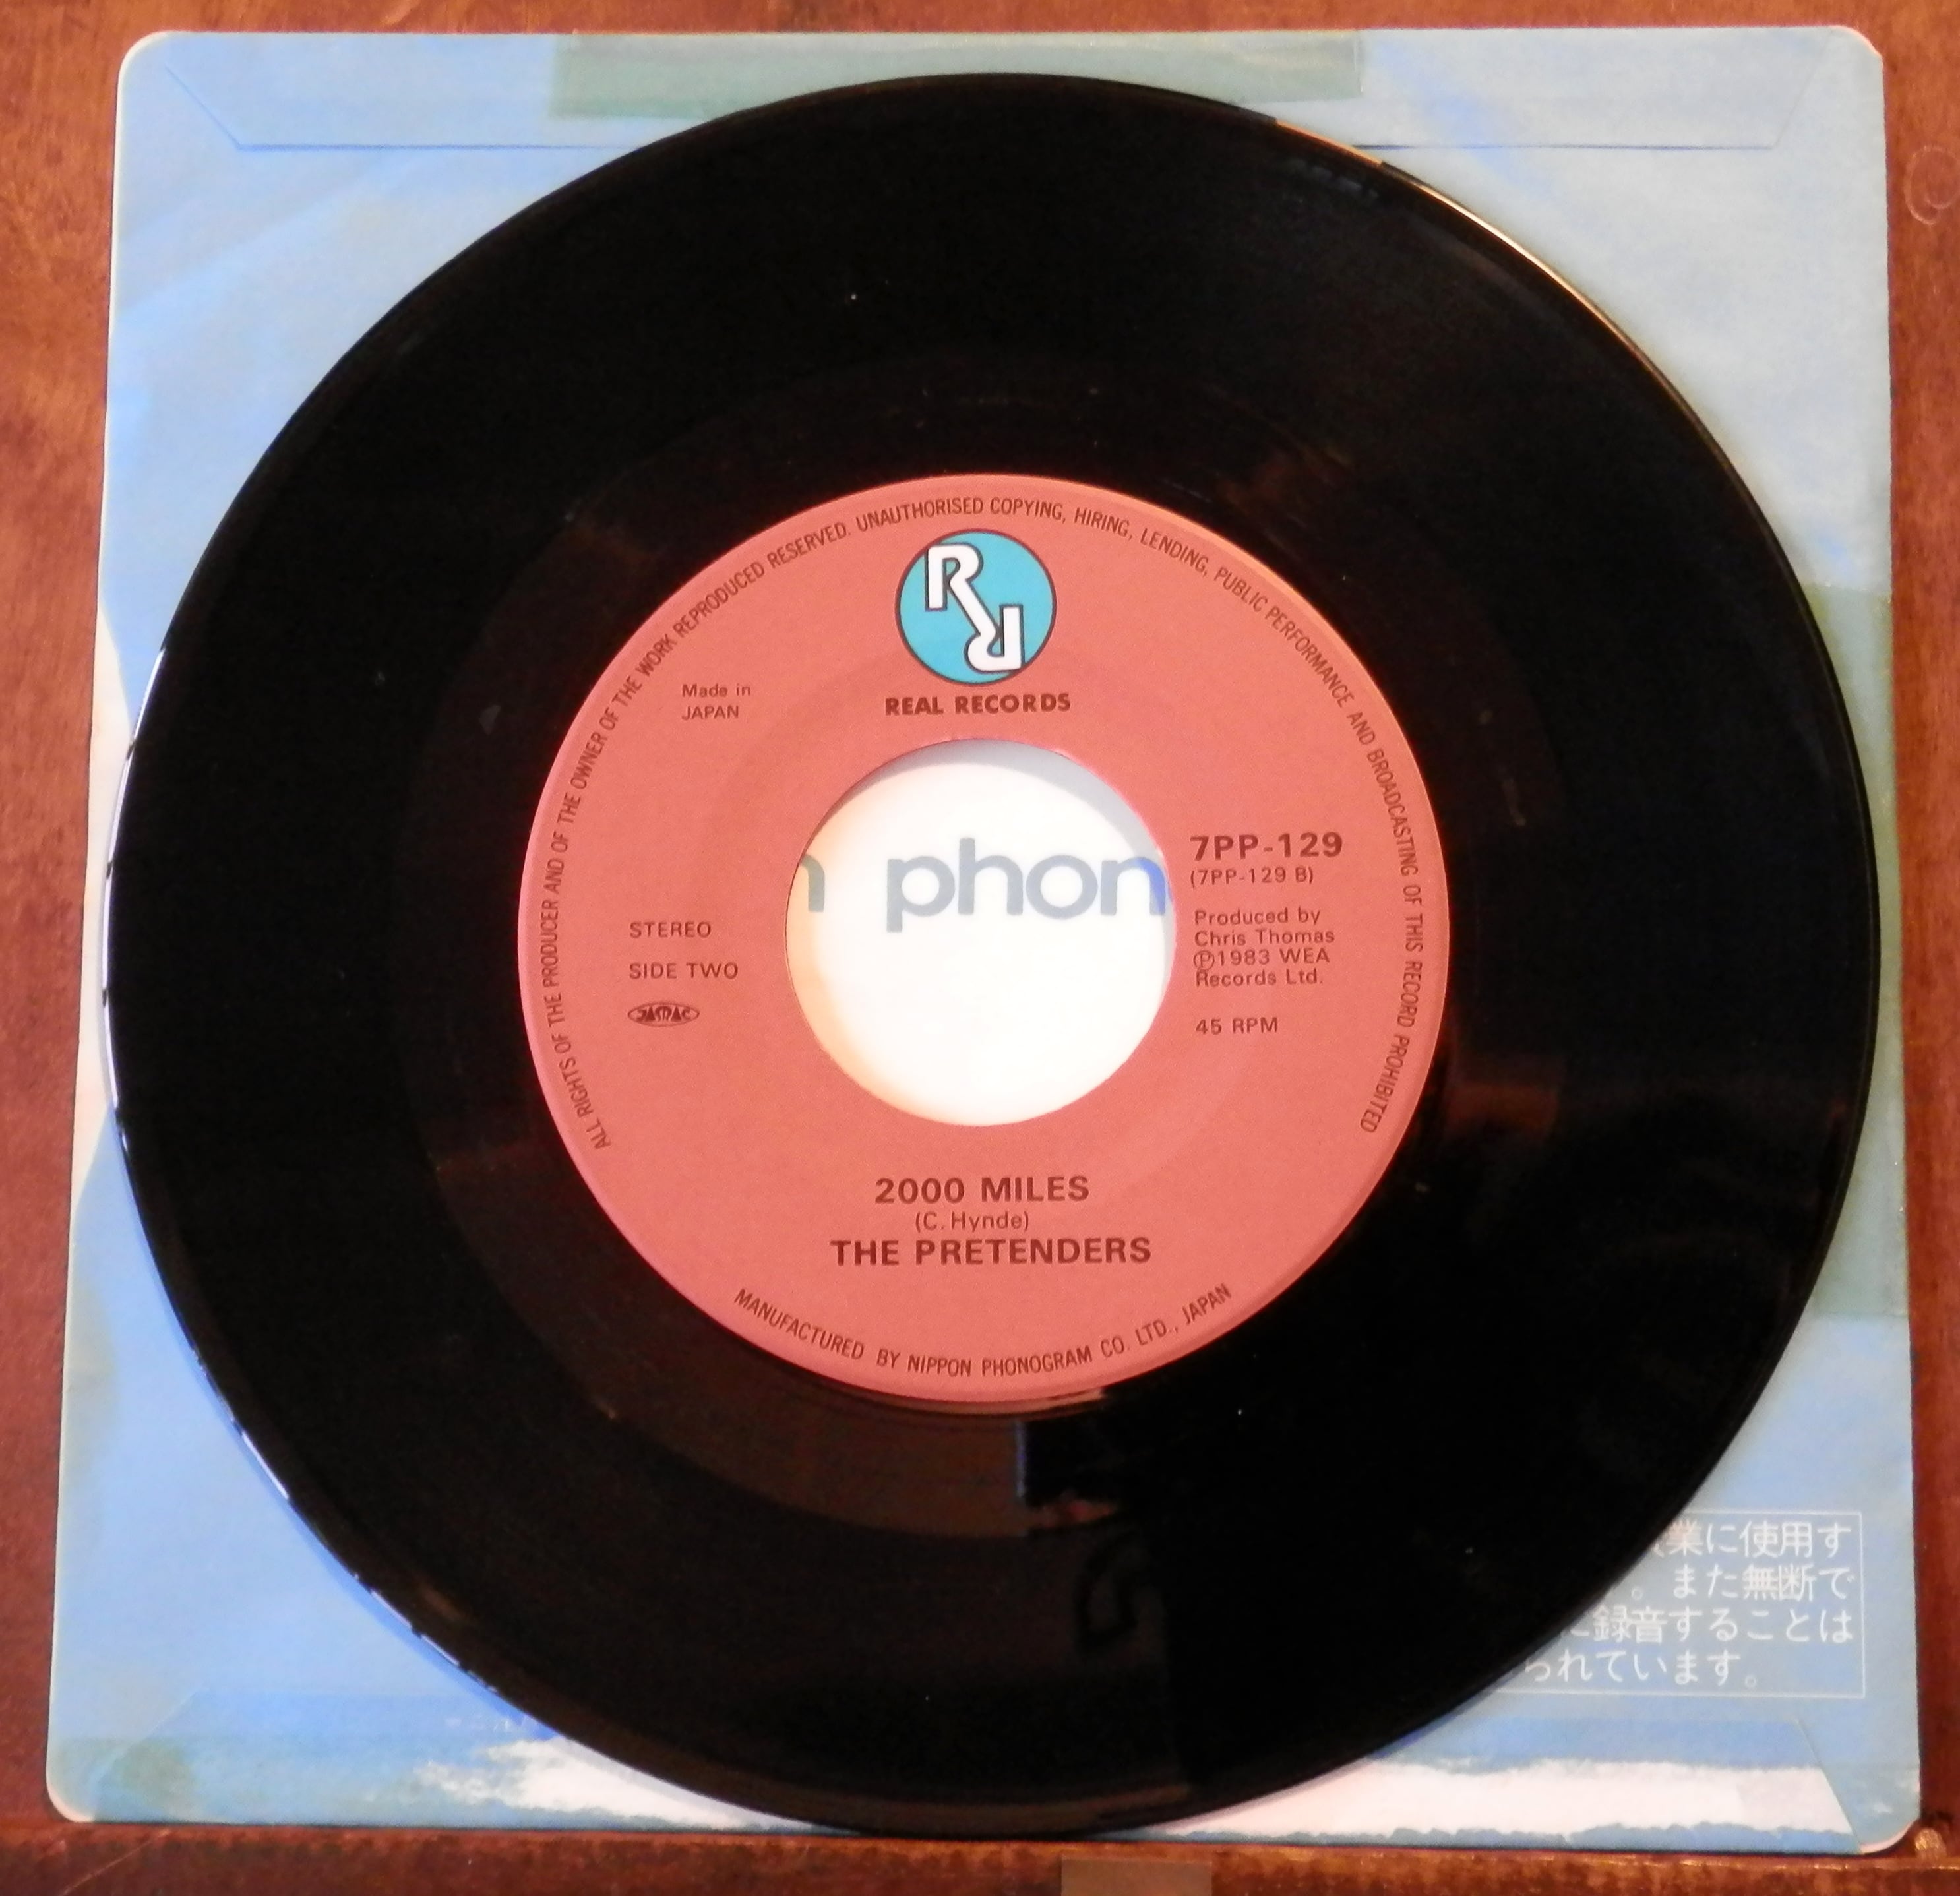 ALL RIGHTS OF THE PRODUCER AND OF THE OWNER OF THE WORK REPRODUCED RESERVED. UNAUTHORISED COPYING, HIRING, LENDING, PUBLIC PERFORMANCE AND BROADCASTING OF THIS RECORD PROHIBITED
RR
REAL RECORDS
Made in
JAPAN
phon
7PP-129
(7PP-129 B)
STEREO
SIDE TWO
JASRAC
Produced by
Chris Thomas
Ⓟ1983 WEA
Records Ltd.
45 RPM
2000 MILES
(C. Hynde)
THE PRETENDERS
MANUFACTURED BY NIPPON PHONOGRAM CO. LTD., JAPAN
業に使用す
。また無断で
に録音することは
られています。